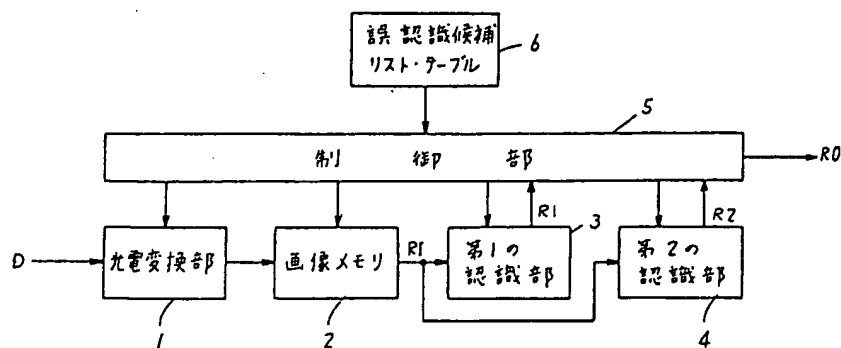 誤認識候補
リスト・テーブル
6
5
制御部
R0
R1
R2
D
光電変換部
画像メモリ
RF
第1の
認識部
3
第2の
認識部
1
2
4